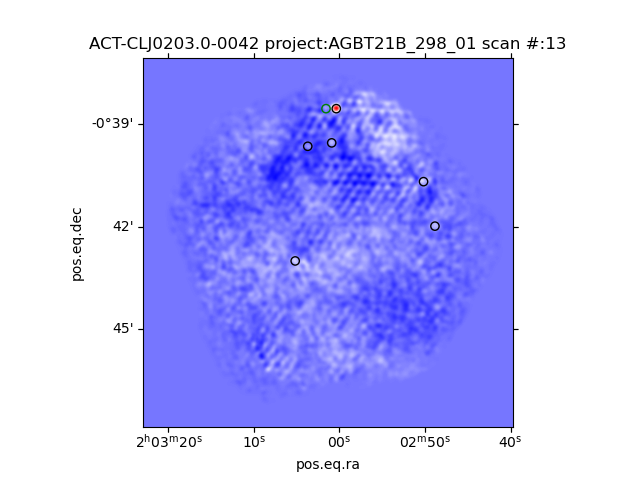 ACT-CLJ0203.0-0042 project:AGBT21B_298_01 scan #:13
-0°39'
42'
45'
pos.eq.dec
2ʰ03ᵐ20ˢ 10ˢ 00ˢ 02ᵐ50ˢ 40ˢ
pos.eq.ra